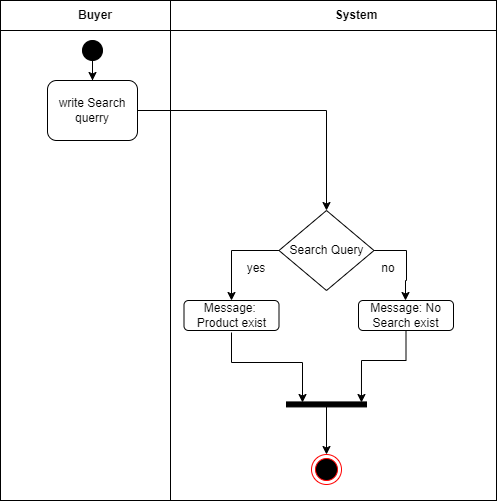 Buyer
System
write Search
querry
Search Query
yes
no
Message:
Product exist
Message: No
Search exist